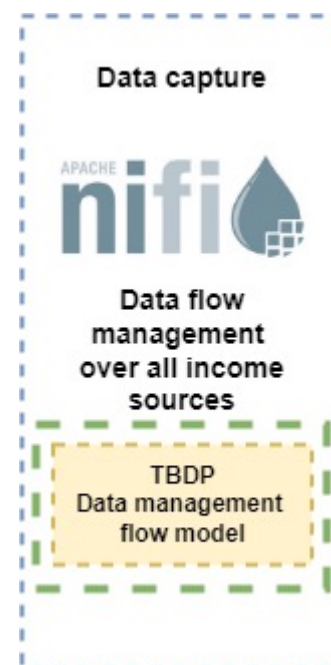 Data capture
APACHE
nifi
Data flow
management
over all income
sources
TBDP
Data management
flow model